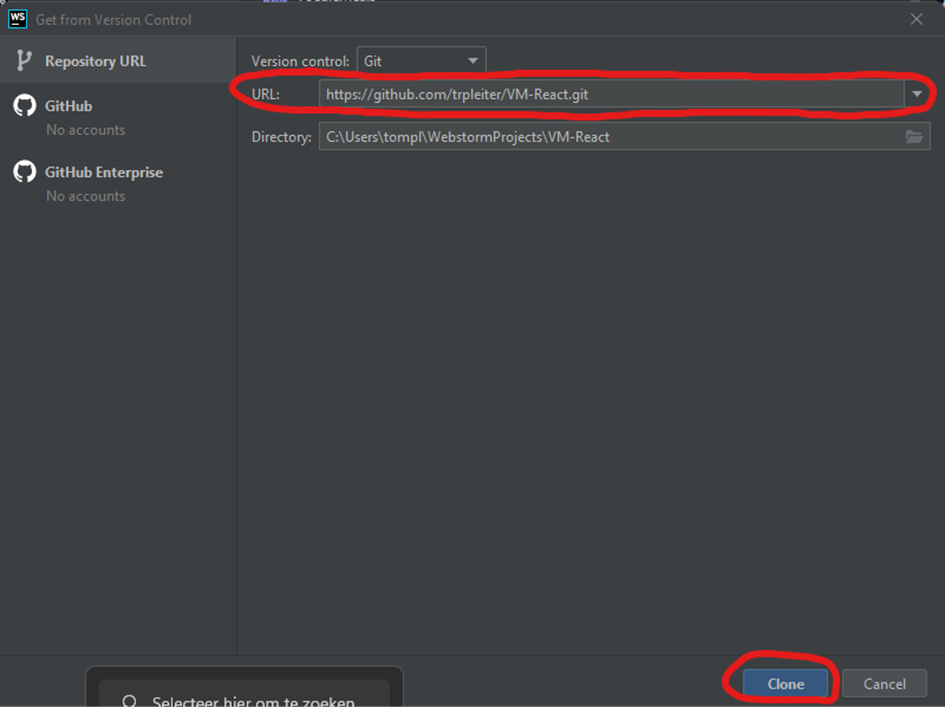 WS Get from Version Control
Repository URL
GitHub
No accounts
GitHub Enterprise
No accounts
Version control: Git
URL: https://github.com/trpleiter/VM-React.git
Directory: C:\Users\tompl\WebstormProjects\VM-React
Clone Cancel
Selecteer hier om te zoeken